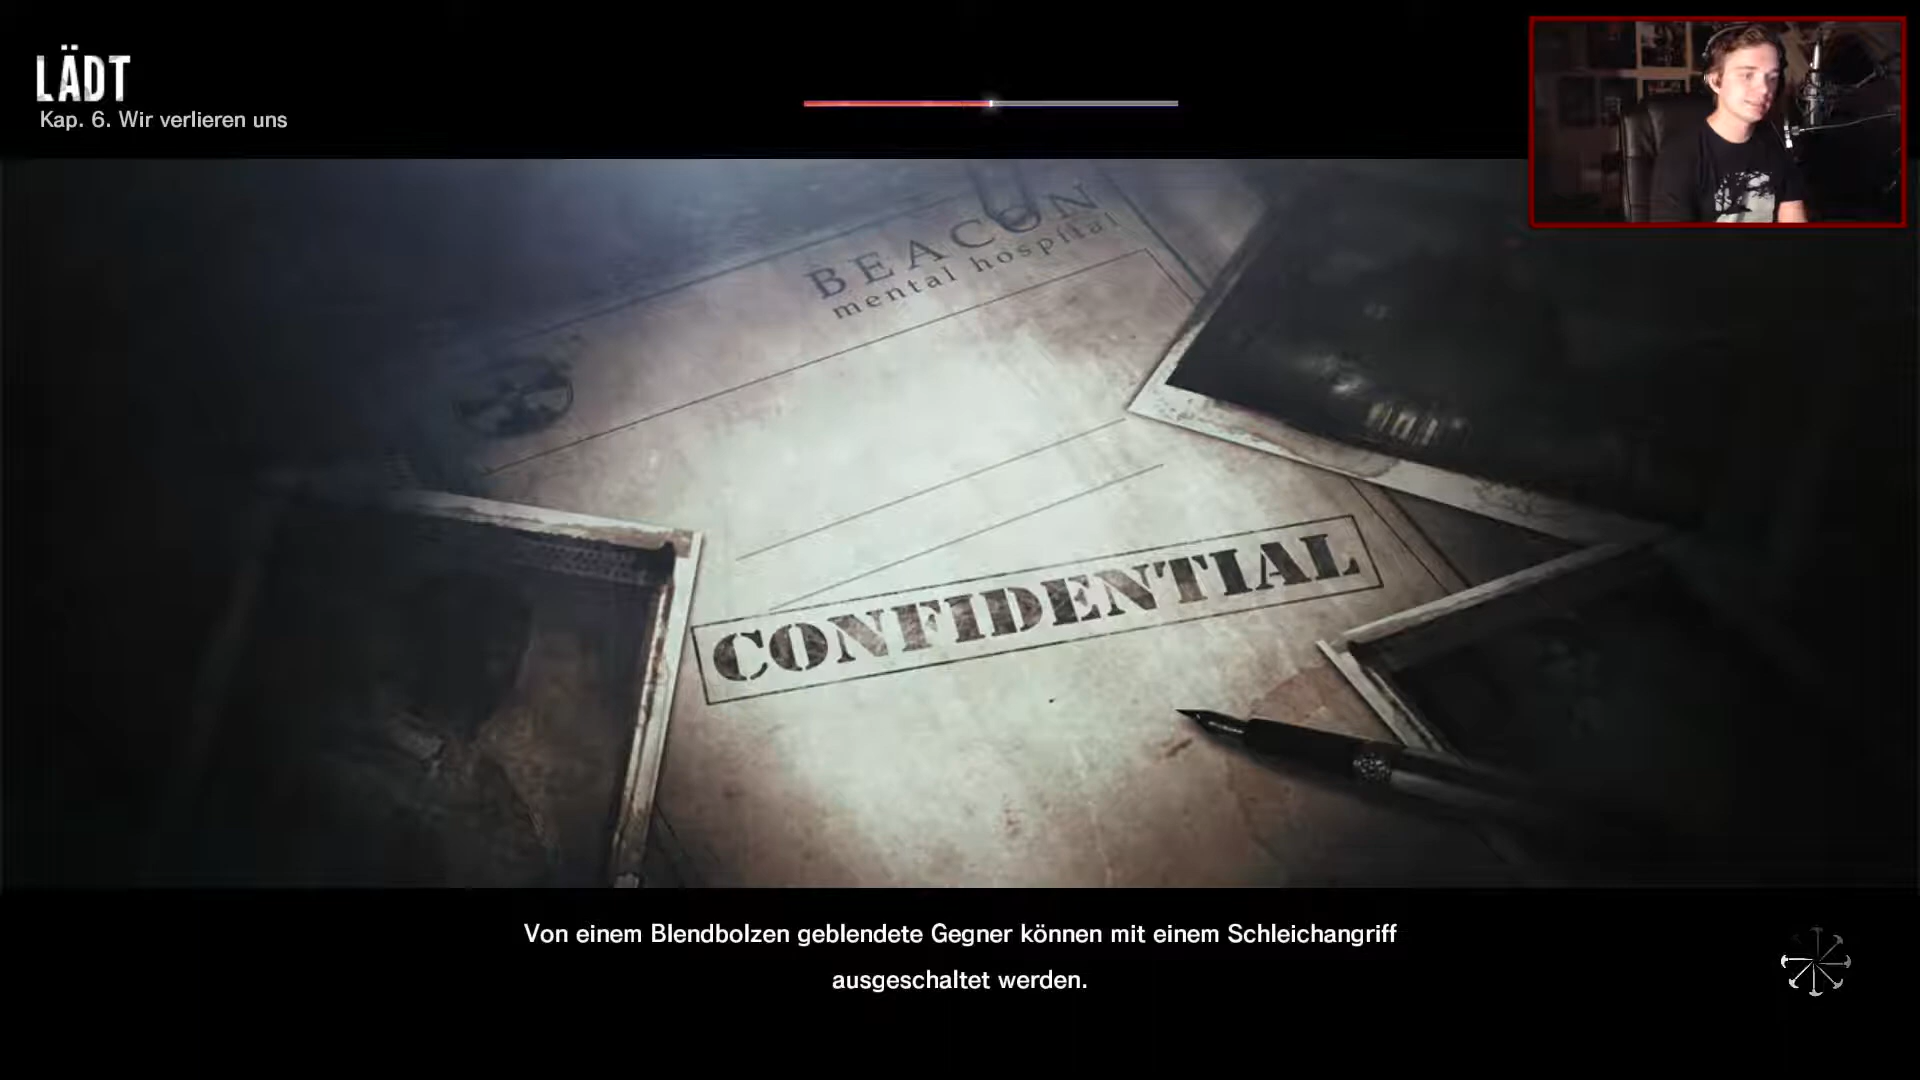 LÄDT
Kap. 6. Wir verlieren uns
BEACON
mental hospital
CONFIDENTIAL
Von einem Blendbolzen geblendete Gegner können mit einem Schleichangriff
ausgeschaltet werden.